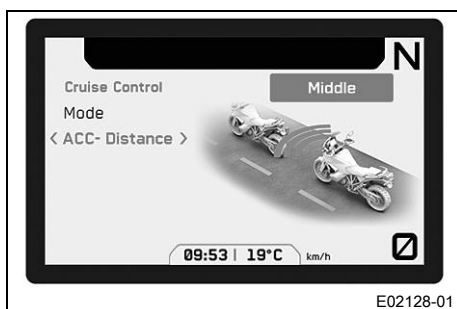 N
Cruise Control
Middle
Mode
< ACC- Distance >
09:53 | 19°C
km/h
0
E02128-01